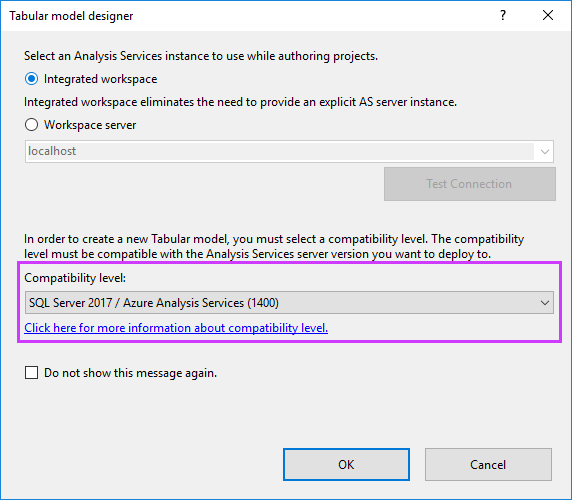 Tabular model designer
Select an Analysis Services instance to use while authoring projects.
Integrated workspace
Integrated workspace eliminates the need to provide an explicit AS server instance.
Workspace server
localhost
Test Connection
In order to create a new Tabular model, you must select a compatibility level. The compatibility
level must be compatible with the Analysis Services server version you want to deploy to.
Compatibility level:
SQL Server 2017 / Azure Analysis Services (1400)
Click here for more information about compatibility level.
Do not show this message again.
OK
Cancel